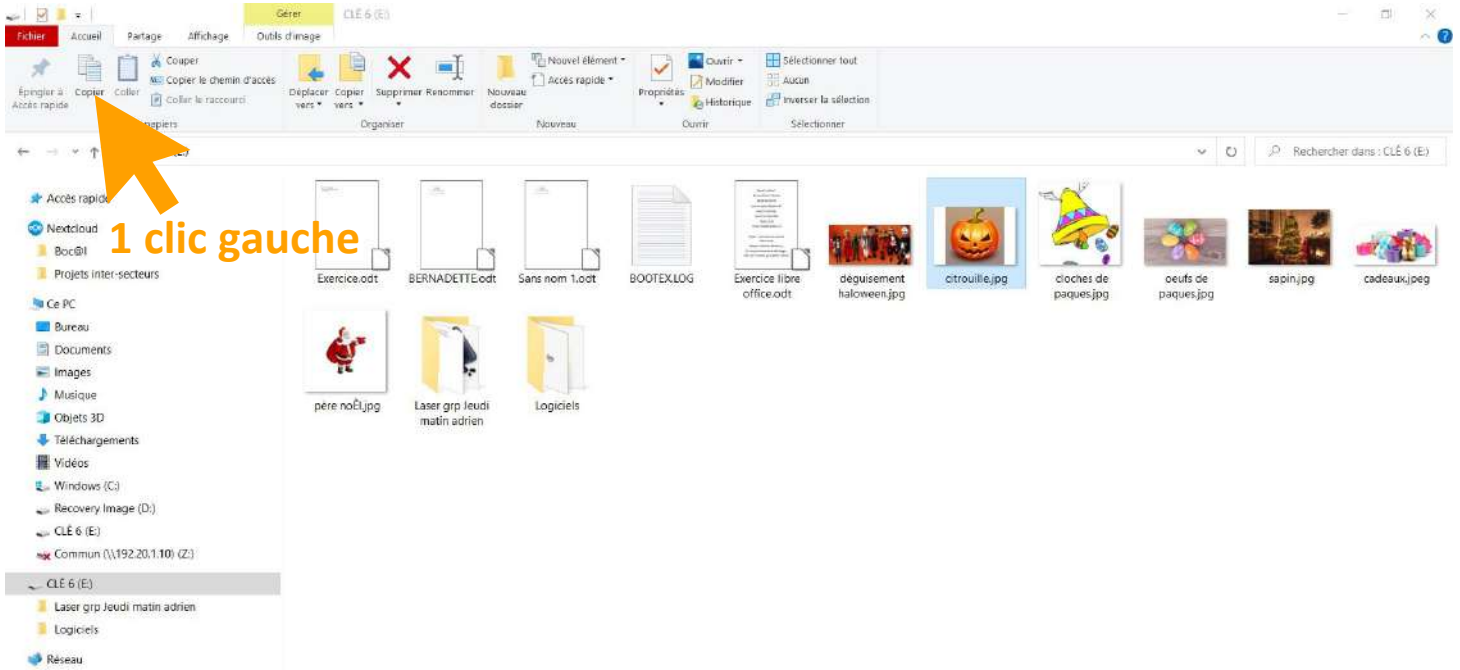 Gérer
CLÉ 6 (E:)
Fichier
Accueil
Partage
Affichage
Outils d'image
Épingler à
Accès rapide
Copier
Coller
Couper
Copier le chemin d'accès
Coller le raccourci
Déplacer
vers
Copier
vers
Supprimer
Renommer
Organiser
Nouveau
dossier
Nouvel élément
Accès rapide
Nouveau
Propriétés
Ouvrir
Modifier
Historique
Ouvrir
Sélectionner tout
Aucun
Inverser la sélection
Sélectionner
Rechercher dans : CLÉ 6 (E:)
1 clic gauche
Accès rapide
Nextcloud
Boc@l
Projets inter-secteurs
Ce PC
Bureau
Documents
Images
Musique
Objets 3D
Téléchargements
Vidéos
Windows (C:)
Recovery Image (D:)
CLÉ 6 (E:)
Commun (\\192.20.1.10) (Z:)
CLÉ 6 (E:)
Laser grp Jeudi matin adrien
Logiciels
Réseau
Exercice.odt
BERNADETTE.odt
Sans nom 1.odt
BOOTEX.LOG
Exercice libre
office.odt
déguisement
haloween.jpg
citrouille.jpg
cloches de
paques.jpg
oeufs de
paques.jpg
sapin.jpg
cadeaux.jpeg
père noÊl.jpg
Laser grp Jeudi
matin adrien
Logiciels